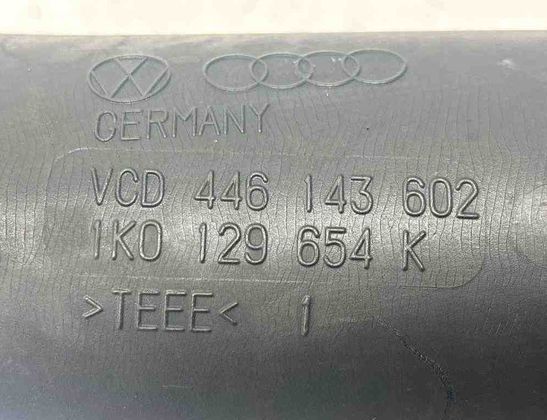 GERMANY
VCD 446 143 602
1K0 129 654 K
>TEEE< 1